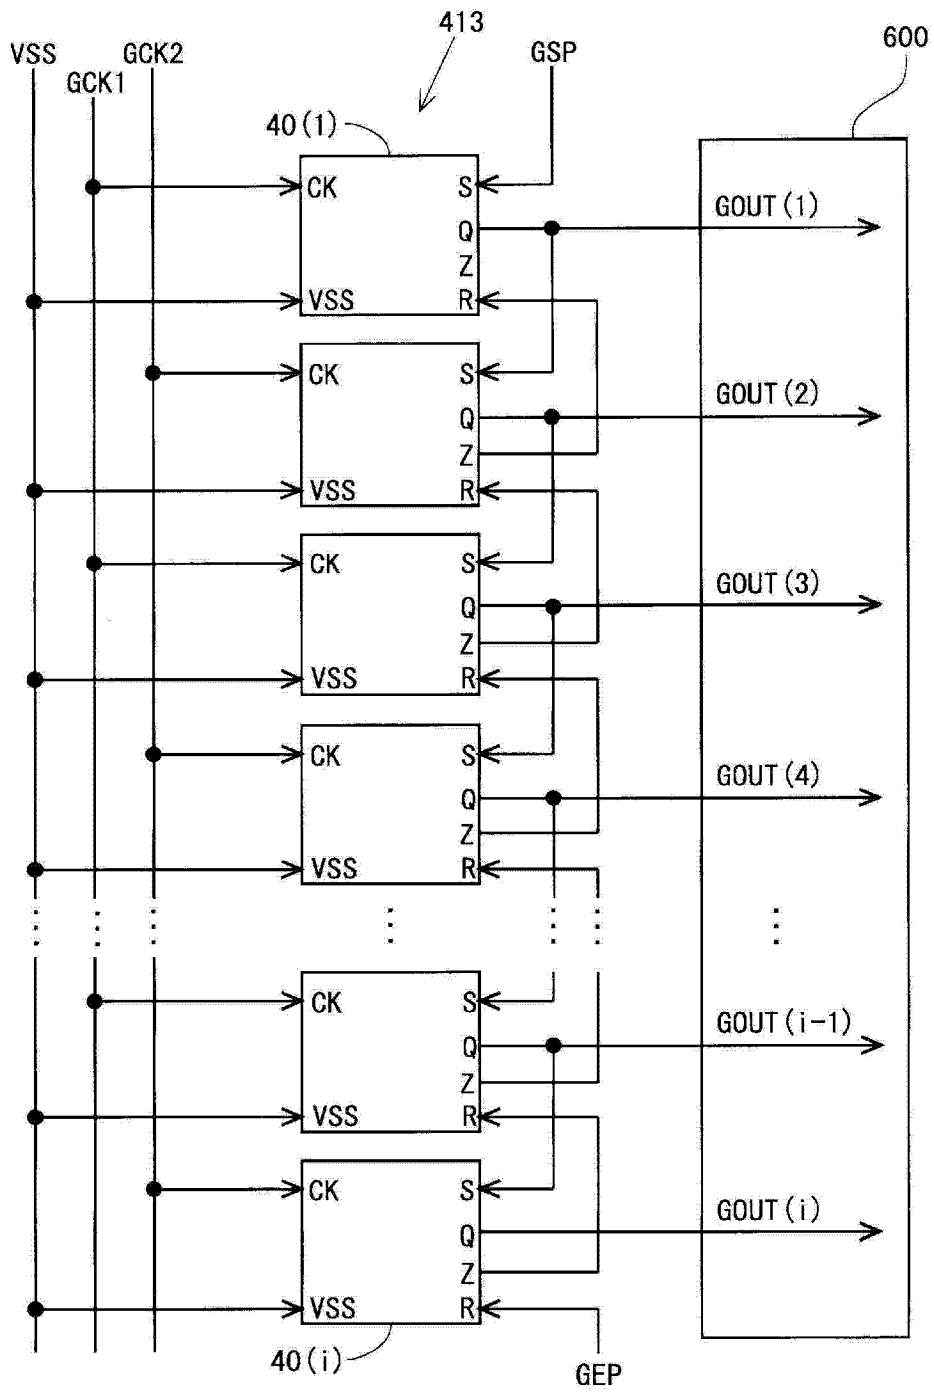 413
VSS GCK2 GSP 600
GCK1
40(1)
CK S
GOUT(1)
Q
Z
VSS R
CK S
GOUT(2)
Q
Z
VSS R
CK S
GOUT(3)
Q
Z
VSS R
CK S
GOUT(4)
Q
Z
VSS R
CK S
GOUT(i-1)
Q
Z
VSS R
CK S
GOUT(i)
Q
Z
VSS R
40(i) GEP